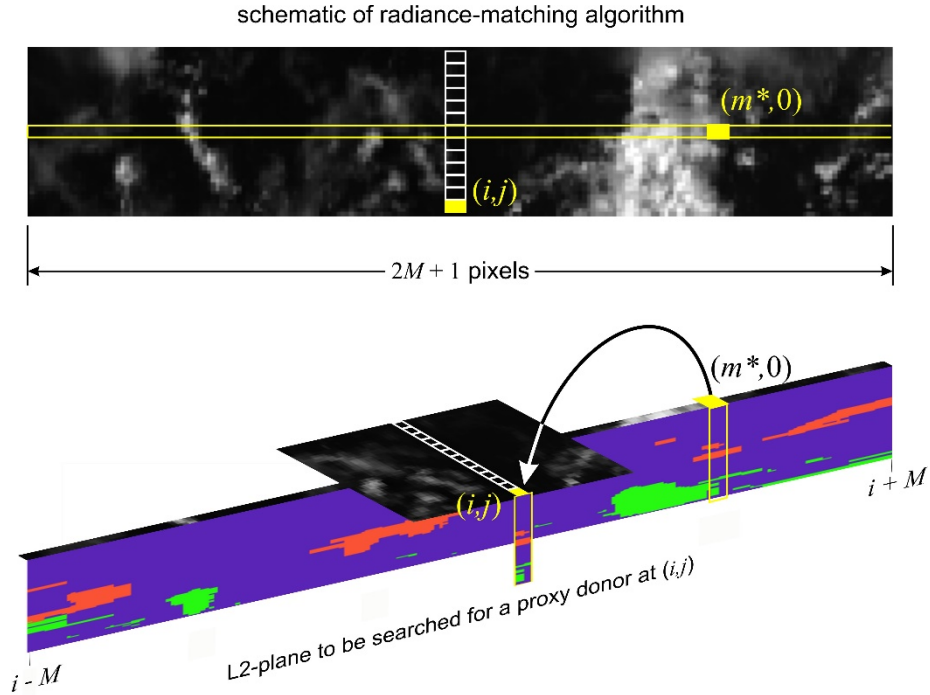 schematic of radiance-matching algorithm
(m*,0)
(i,j)
2M + 1 pixels
(m*,0)
(i,j)
i + M
L2-plane to be searched for a proxy donor at (i,j)
i - M